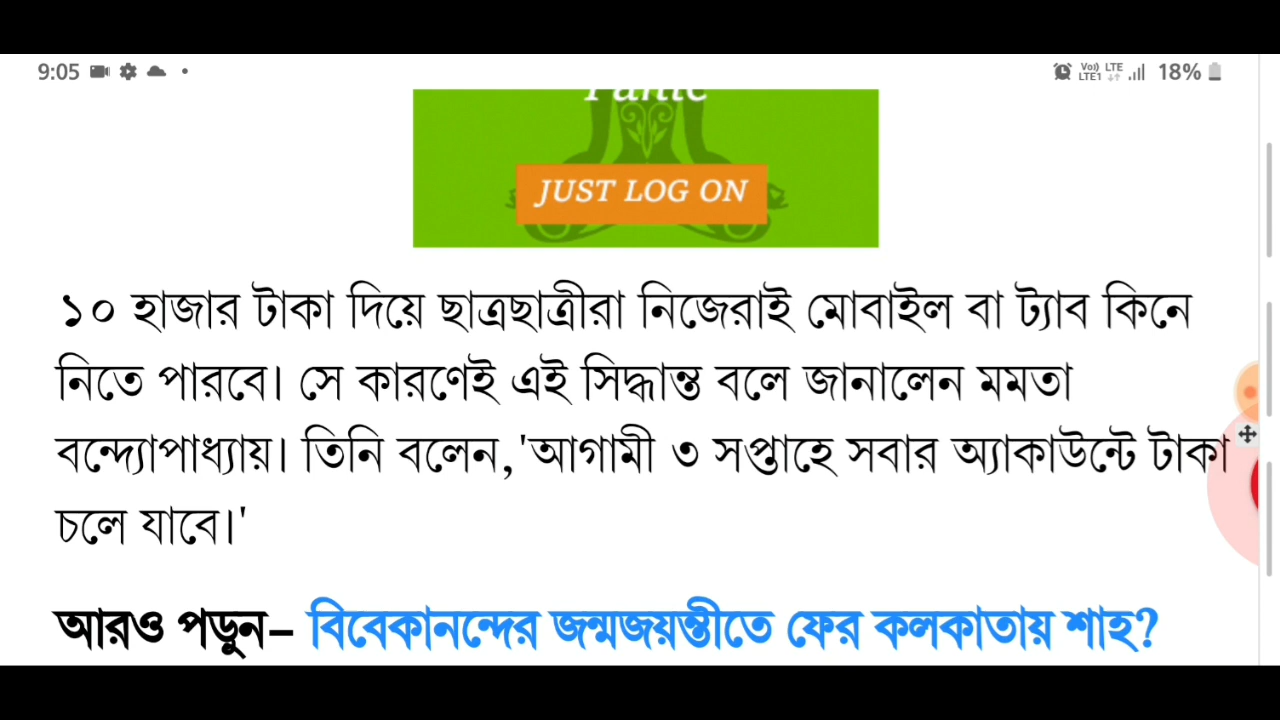 9:05 18%
Panic
JUST LOG ON
১০ হাজার টাকা দিয়ে ছাত্রছাত্রীরা নিজেরাই মোবাইল বা ট্যাব কিনে
নিতে পারবে। সে কারণেই এই সিদ্ধান্ত বলে জানালেন মমতা
বন্দ্যোপাধ্যায়। তিনি বলেন, 'আগামী ৩ সপ্তাহে সবার অ্যাকাউন্টে টাকা
চলে যাবে।'
আরও পড়ুন– বিবেকানন্দের জন্মজয়ন্তীতে ফের কলকাতায় শাহ?